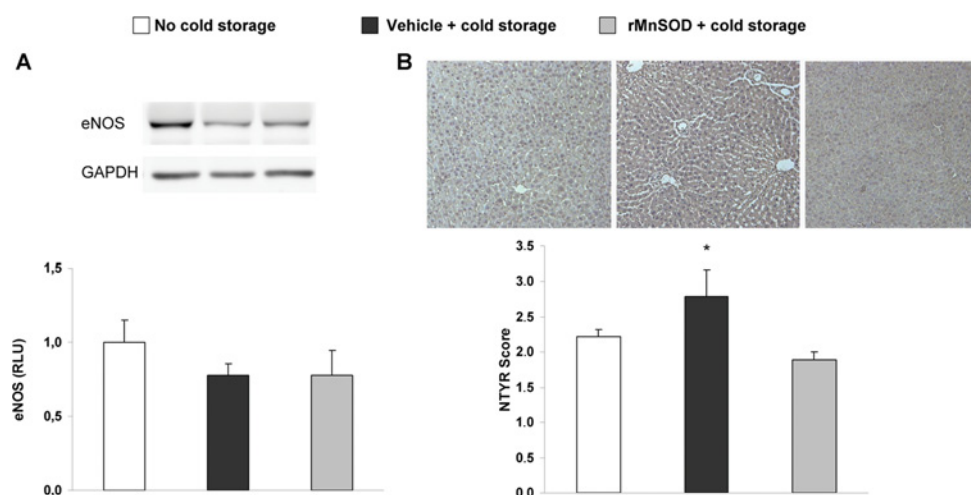 No cold storage
Vehicle + cold storage
rMnSOD + cold storage
A
eNOS
GAPDH
1,5
1,0
0,5
0.0
eNOS (RLU)
B
3.5
3.0
2.5
2.0
1.5
1.0
0.5
0.0
NTYR Score
*